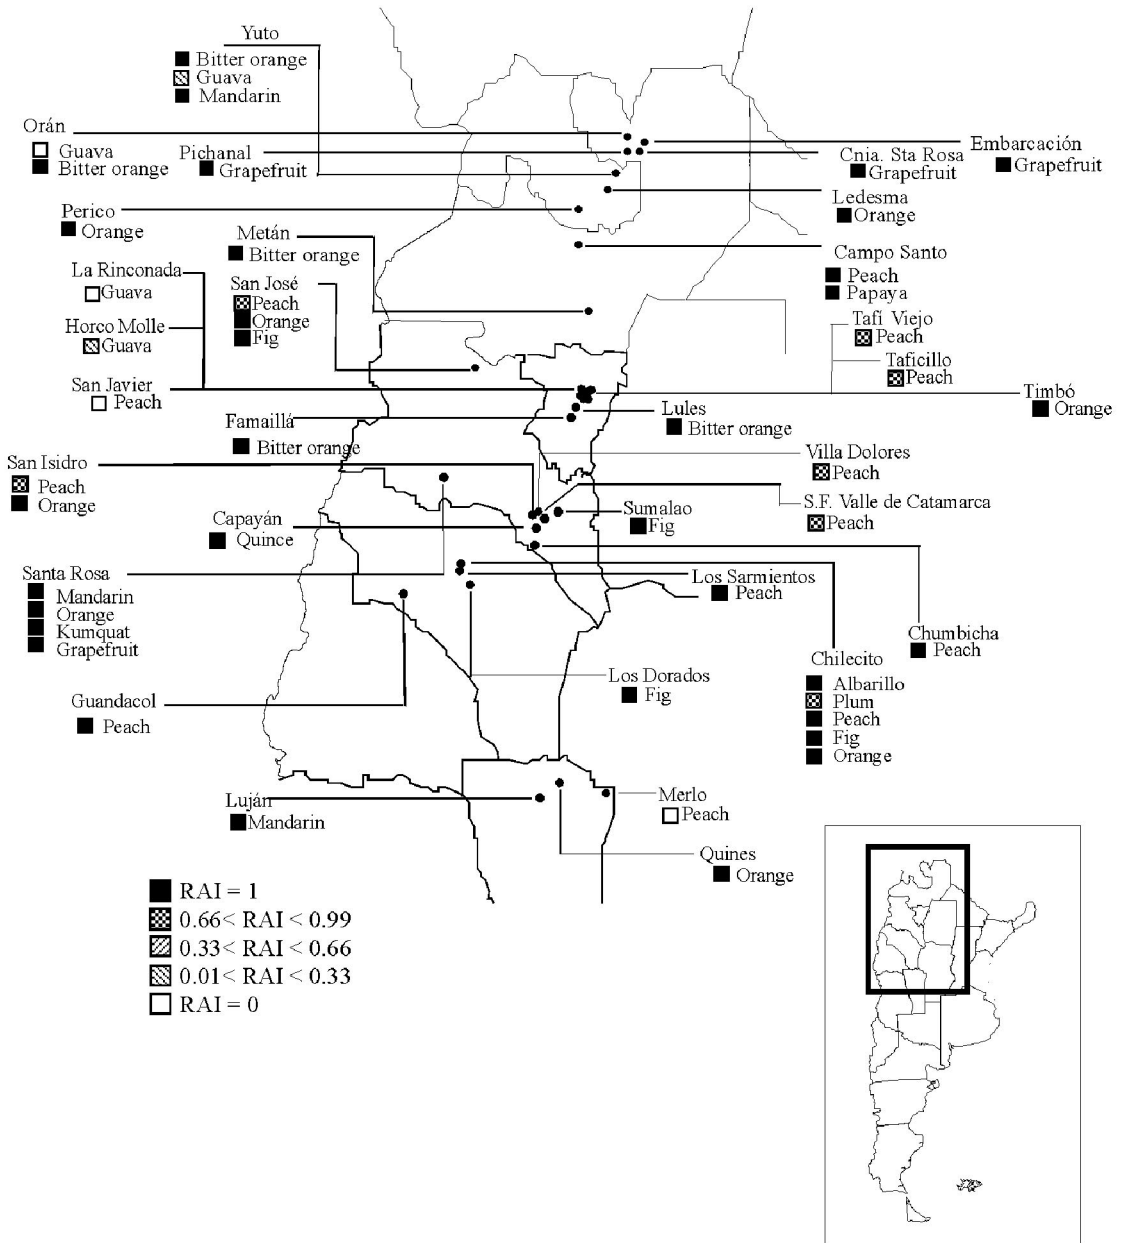 Yuto
Bitter orange
Guava
Mandarin
Orán
Guava
Bitter orange
Pichanal
Grapefruit
Embarcación
Grapefruit
Cnia. Sta Rosa
Grapefruit
Ledesma
Orange
Perico
Orange
Metán
Bitter orange
Campo Santo
Peach
Papaya
La Rinconada
Guava
San José
Peach
Orange
Fig
Horco Molle
Guava
Tafí Viejo
Peach
Taficillo
Peach
San Javier
Peach
Timbó
Orange
Famaillá
Bitter orange
Lules
Bitter orange
San Isidro
Peach
Orange
Villa Dolores
Peach
S.F. Valle de Catamarca
Peach
Capayán
Quince
Sumalao
Fig
Santa Rosa
Mandarin
Orange
Kumquat
Grapefruit
Los Sarmientos
Peach
Chumbicha
Peach
Chilecito
Albarillo
Plum
Peach
Fig
Orange
Los Dorados
Fig
Guandacol
Peach
Luján
Mandarin
Merlo
Peach
Quines
Orange
RAI = 1
0.66< RAI < 0.99
0.33< RAI < 0.66
0.01< RAI < 0.33
RAI = 0